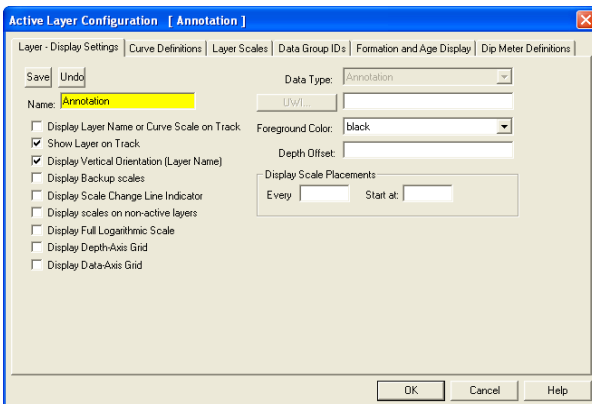 Active Layer Configuration [ Annotation ]
Layer - Display Settings Curve Definitions Layer Scales Data Group IDs Formation and Age Display Dip Meter Definitions
Save Undo
Name: Annotation
Display Layer Name or Curve Scale on Track
Show Layer on Track
Display Vertical Orientation (Layer Name)
Display Backup scales
Display Scale Change Line Indicator
Display scales on non-active layers
Display Full Logarithmic Scale
Display Depth-Axis Grid
Display Data-Axis Grid
Data Type: Annotation
UWI...
Foreground Color: black
Depth Offset:
Display Scale Placements
Every Start at:
OK Cancel Help